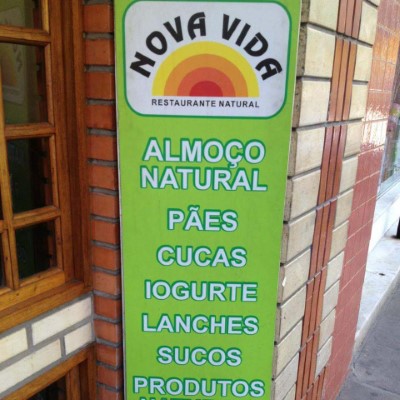 NOVA VIDA
RESTAURANTE NATURAL
ALMOÇO
NATURAL
PÃES
CUCAS
IOGURTE
LANCHES
SUCOS
PRODUTOS